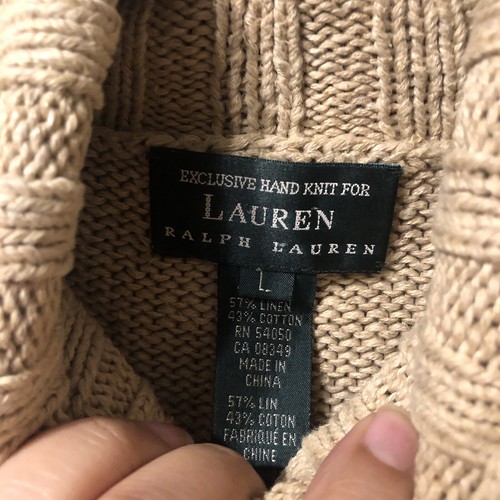 EXCLUSIVE HAND KNIT FOR
LAUREN
RALPH LAUREN
L
57% LINEN
43% COTTON
RN 54050
CA 08349
MADE IN
CHINA
57% LIN
43% COTON
FABRIQUÉ EN
CHINE